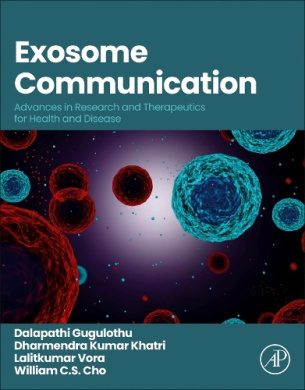 Exosome
Communication
Advances in Research and Therapeutics
for Health and Disease
Dalapathi Gugulothu
Dharmendra Kumar Khatri
Lalitkumar Vora
William C.S. Cho
AP